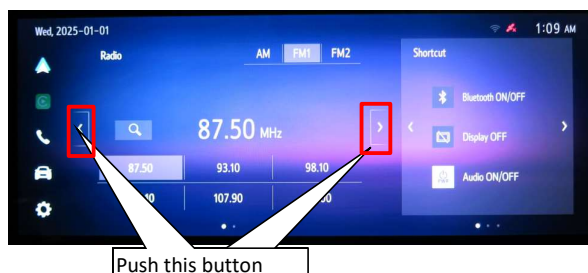 Wed, 2025-01-01
1:09 AM
Radio
AM FM1 FM2
Shortcut
Bluetooth ON/OFF
87.50 MHz
Display OFF
87.50 93.10 98.10
Audio ON/OFF
107.90
Push this button